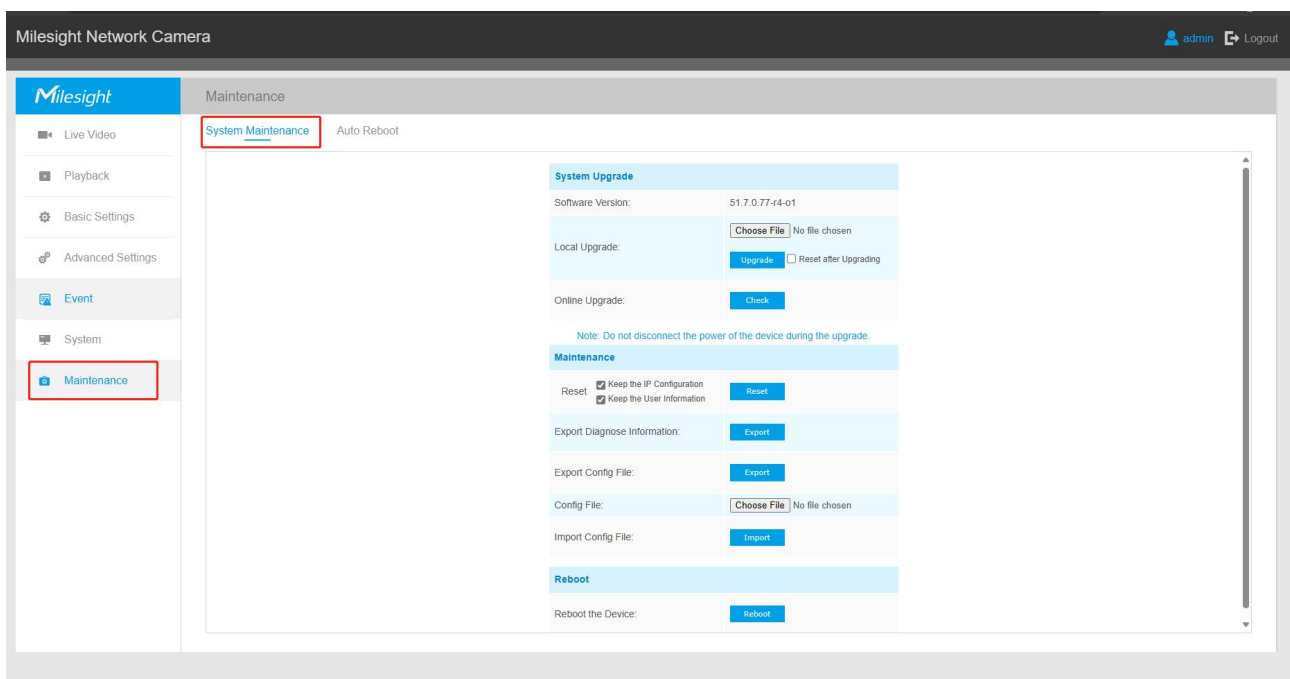 Milesight Network Camera
admin Logout
Milesight
Maintenance
Live Video
Playback
Basic Settings
Advanced Settings
Event
System
Maintenance
System Maintenance Auto Reboot
System Upgrade
Software Version: 51.7.0.77-r4-o1
Local Upgrade:
Choose File No file chosen
Upgrade Reset after Upgrading
Online Upgrade: Check
Note: Do not disconnect the power of the device during the upgrade.
Maintenance
Reset
Keep the IP Configuration
Keep the User Information
Reset
Export Diagnose Information: Export
Export Config File: Export
Config File: Choose File No file chosen
Import Config File: Import
Reboot
Reboot the Device: Reboot